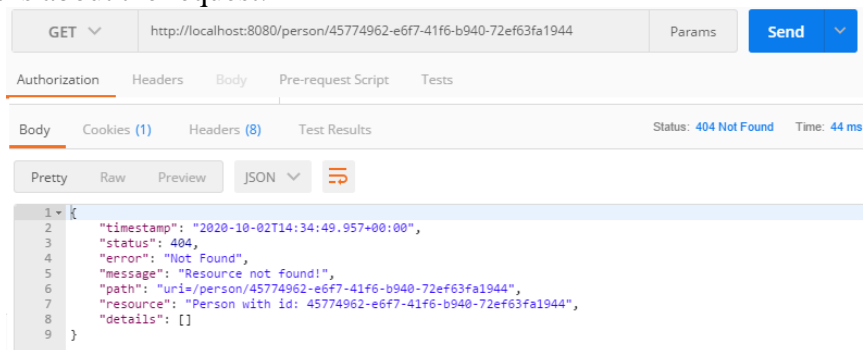 GET http://localhost:8080/person/45774962-e6f7-41f6-b940-72ef63fa1944 Params Send
Authorization Headers Body Pre-request Script Tests
Body Cookies (1) Headers (8) Test Results Status: 404 Not Found Time: 44 ms
Pretty Raw Preview JSON
1 {
2 "timestamp": "2020-10-02T14:34:49.957+00:00",
3 "status": 404,
4 "error": "Not Found",
5 "message": "Resource not found!",
6 "path": "uri=/person/45774962-e6f7-41f6-b940-72ef63fa1944",
7 "resource": "Person with id: 45774962-e6f7-41f6-b940-72ef63fa1944",
8 "details": []
9 }